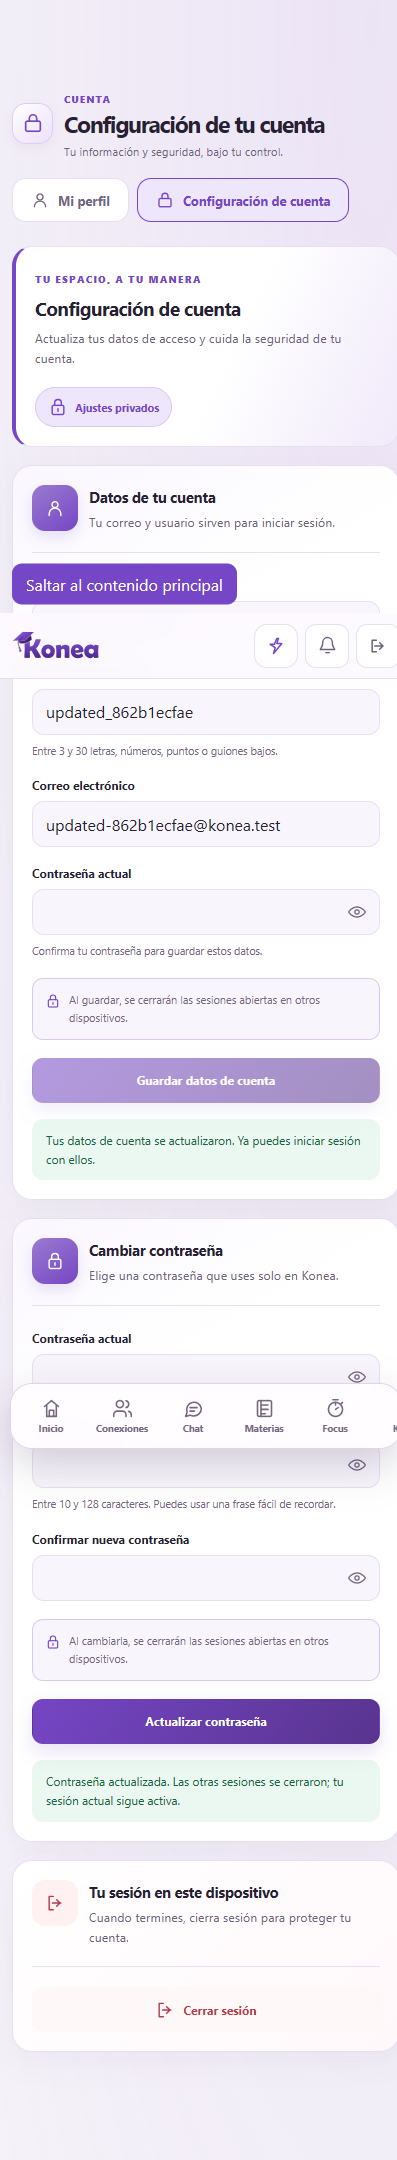 CUENTA
Configuración de tu cuenta
Tu información y seguridad, bajo tu control.
Mi perfil
Configuración de cuenta
TU ESPACIO, A TU MANERA
Configuración de cuenta
Actualiza tus datos de acceso y cuida la seguridad de tu
cuenta.
Ajustes privados
Datos de tu cuenta
Tu correo y usuario sirven para iniciar sesión.
Saltar al contenido principal
Konea
updated_862b1ecfae
Entre 3 y 30 letras, números, puntos o guiones bajos.
Correo electrónico
updated-862b1ecfae@konea.test
Contraseña actual
Confirma tu contraseña para guardar estos datos.
Al guardar, se cerrarán las sesiones abiertas en otros
dispositivos.
Guardar datos de cuenta
Tus datos de cuenta se actualizaron. Ya puedes iniciar sesión
con ellos.
Cambiar contraseña
Elige una contraseña que uses solo en Konea.
Contraseña actual
Inicio
Conexiones
Chat
Materias
Focus
Entre 10 y 128 caracteres. Puedes usar una frase fácil de recordar.
Confirmar nueva contraseña
Al cambiarla, se cerrarán las sesiones abiertas en otros
dispositivos.
Actualizar contraseña
Contraseña actualizada. Las otras sesiones se cerraron; tu
sesión actual sigue activa.
Tu sesión en este dispositivo
Cuando termines, cierra sesión para proteger tu
cuenta.
Cerrar sesión